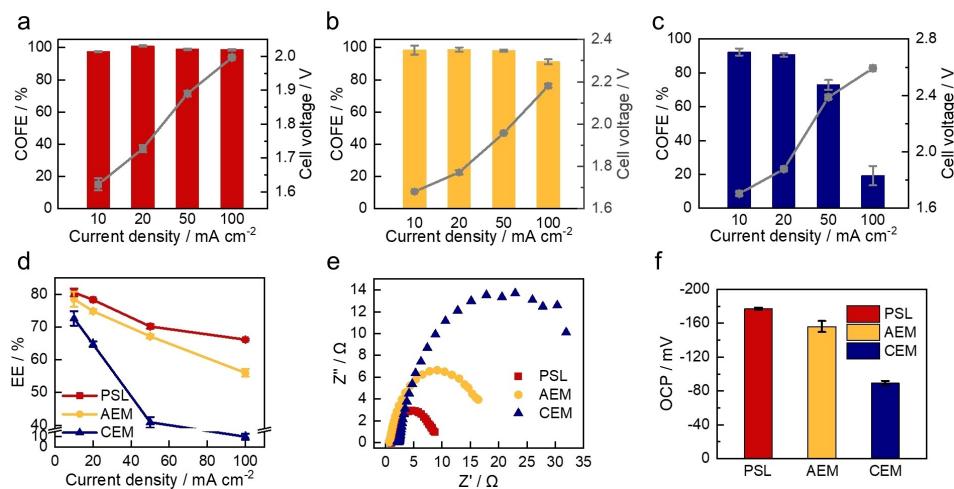 a
COFE / %
100
80
60
40
20
0
10 20 50 100
Current density / mA cm⁻²
2.0
1.9
1.8
1.7
1.6
Cell voltage / V
b
COFE / %
100
80
60
40
20
0
10 20 50 100
Current density / mA cm⁻²
2.4
2.2
2.0
1.8
1.6
Cell voltage / V
c
COFE / %
100
80
60
40
20
0
10 20 50 100
Current density / mA cm⁻²
2.8
2.4
2.0
1.6
Cell voltage / V
d
EE / %
80
70
60
50
40
10
0
PSL
AEM
CEM
20 40 60 80 100
Current density / mA cm⁻²
e
Z'' / Ω
14
12
10
8
6
4
2
0
PSL
AEM
CEM
0 5 10 15 20 25 30 32
Z' / Ω
f
OCP / mV
-200
-160
-120
-80
-40
0
PSL
AEM
CEM
PSL AEM CEM